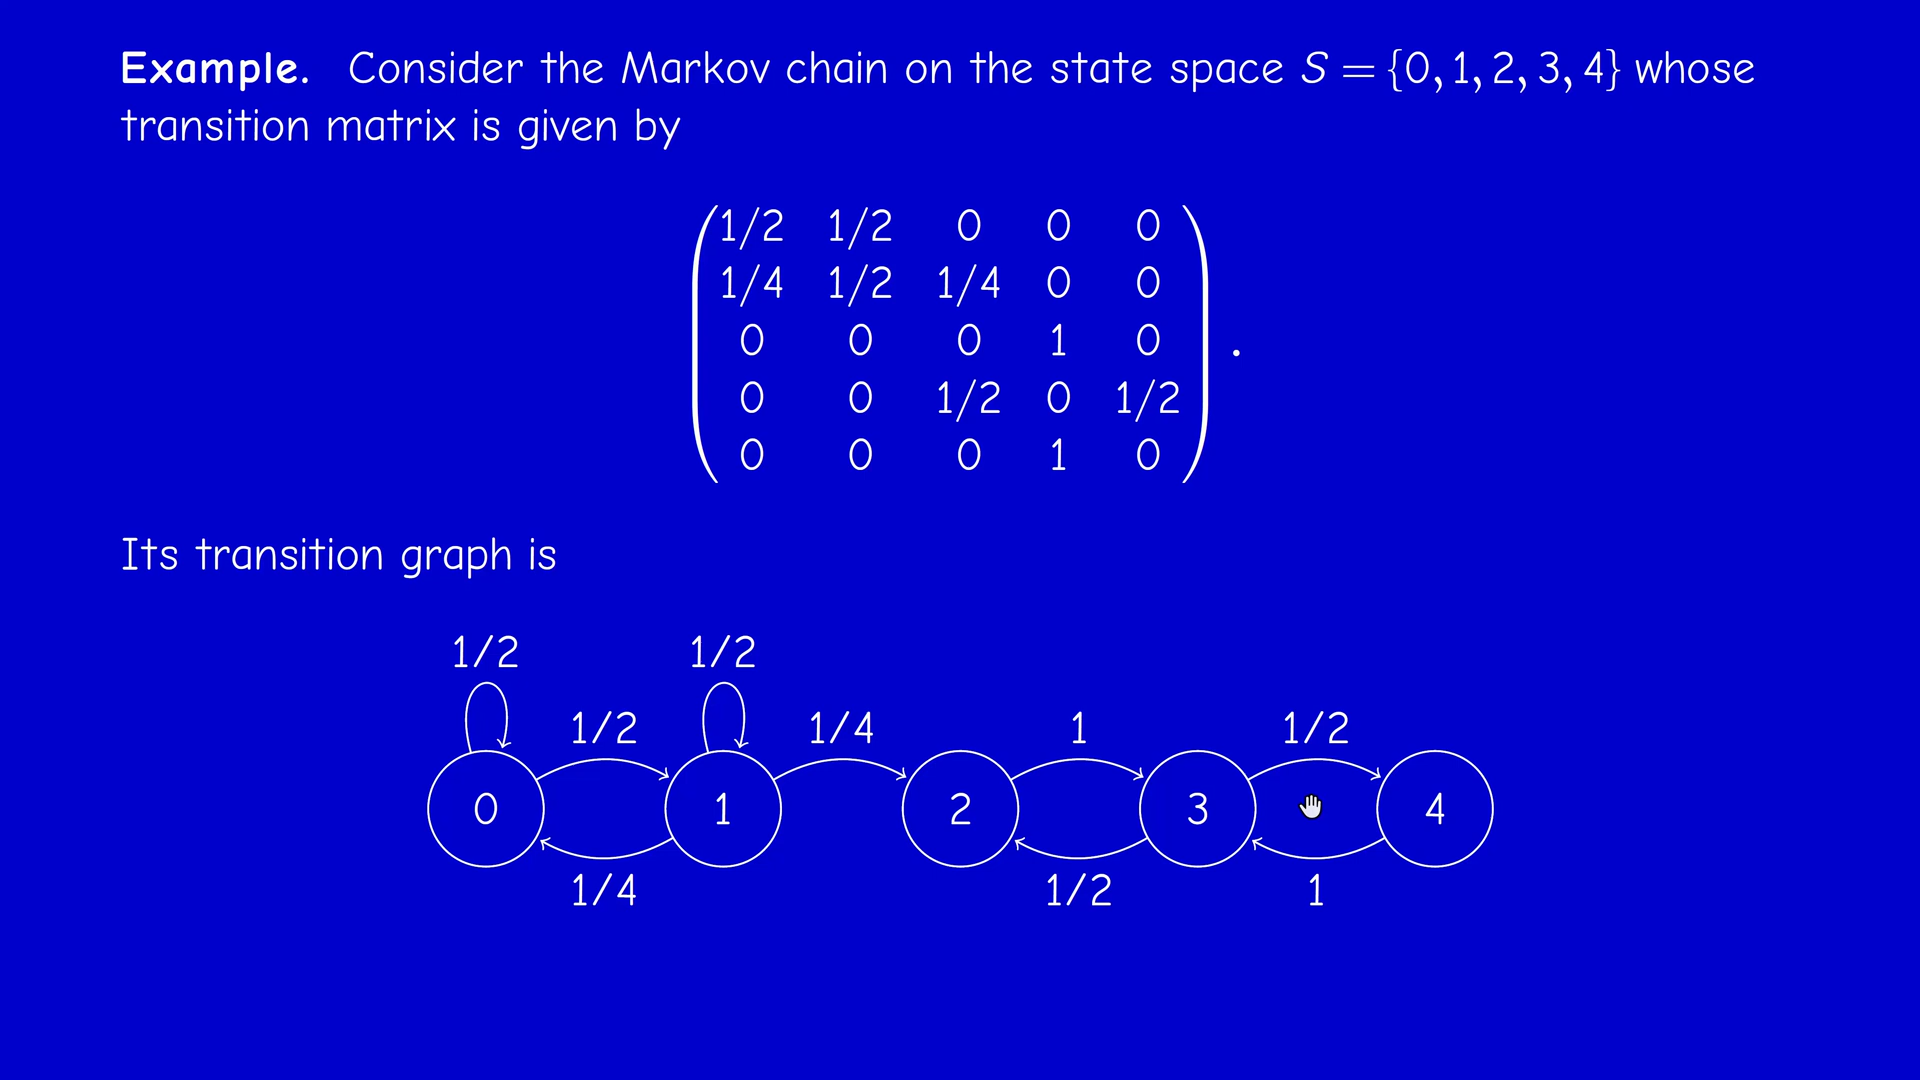 Example. Consider the Markov chain on the state space S = {0, 1, 2, 3, 4} whose
transition matrix is given by
1/2 1/2 0 0 0
1/4 1/2 1/4 0 0
0 0 0 1 0
0 0 1/2 0 1/2
0 0 0 1 0
.
Its transition graph is
1/2 1/2
1/2 1/4 1 1/2
0 1 2 3 4
1/4 1/2 1